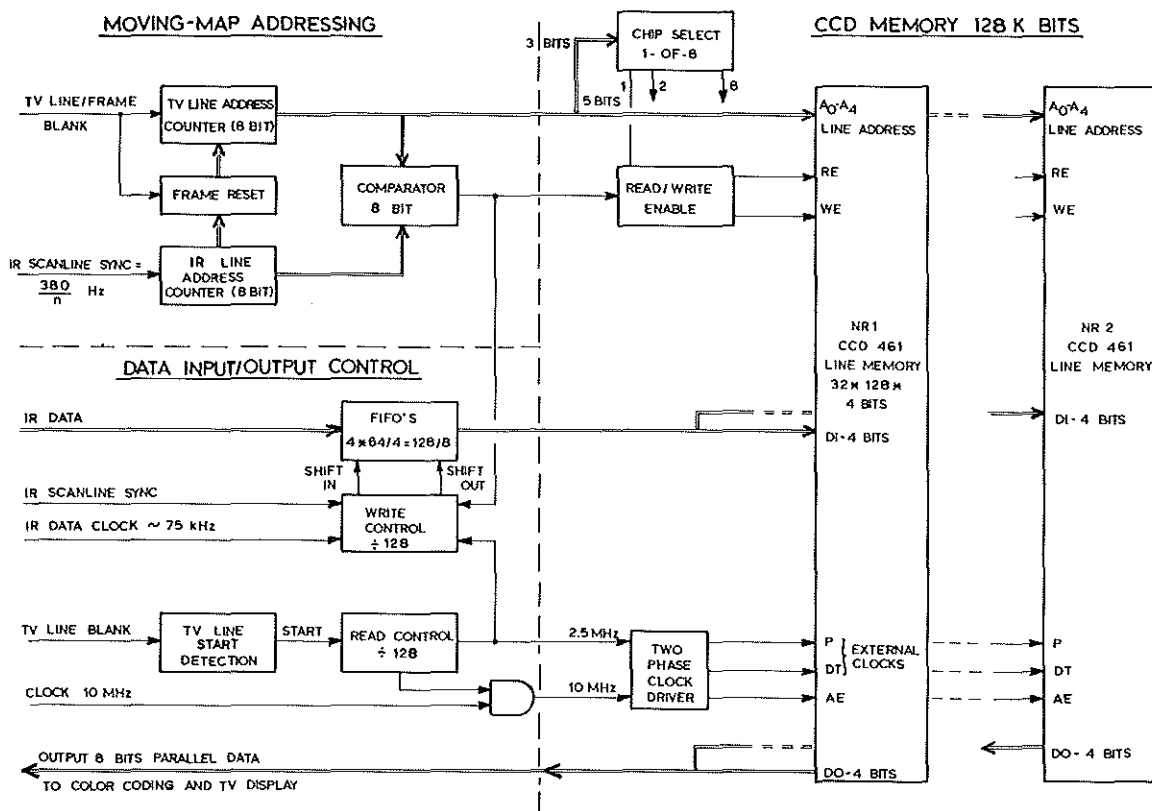 MOVING-MAP ADDRESSING
TV LINE/FRAME
BLANK
TV LINE ADDRESS
COUNTER (8 BIT)
FRAME RESET
IR LINE
ADDRESS
COUNTER (8 BIT)
IR SCANLINE SYNC =
380
n
Hz
COMPARATOR
8 BIT
3 BITS
CHIP SELECT
1-OF-8
1
2
8
5 BITS
READ/WRITE
ENABLE
CCD MEMORY 128 K BITS
A0-A4
LINE ADDRESS
RE
WE
NR 1
CCD 461
LINE MEMORY
32 × 128 ×
4 BITS
DI-4 BITS
P
DT
EXTERNAL
CLOCKS
AE
DO-4 BITS
A0-A4
LINE ADDRESS
RE
WE
NR 2
CCD 461
LINE MEMORY
DI-4 BITS
P
DT
AE
DO-4 BITS
DATA INPUT/OUTPUT CONTROL
IR DATA
FIFO'S
4 × 64/4 = 128/8
SHIFT
IN
SHIFT
OUT
IR SCANLINE SYNC
IR DATA CLOCK ~ 75 kHz
WRITE
CONTROL
÷ 128
TV LINE BLANK
TV LINE
START
DETECTION
START
READ CONTROL
÷ 128
2.5 MHz
CLOCK 10 MHz
10 MHz
TWO
PHASE
CLOCK
DRIVER
OUTPUT 8 BITS PARALLEL DATA
TO COLOR CODING AND TV DISPLAY